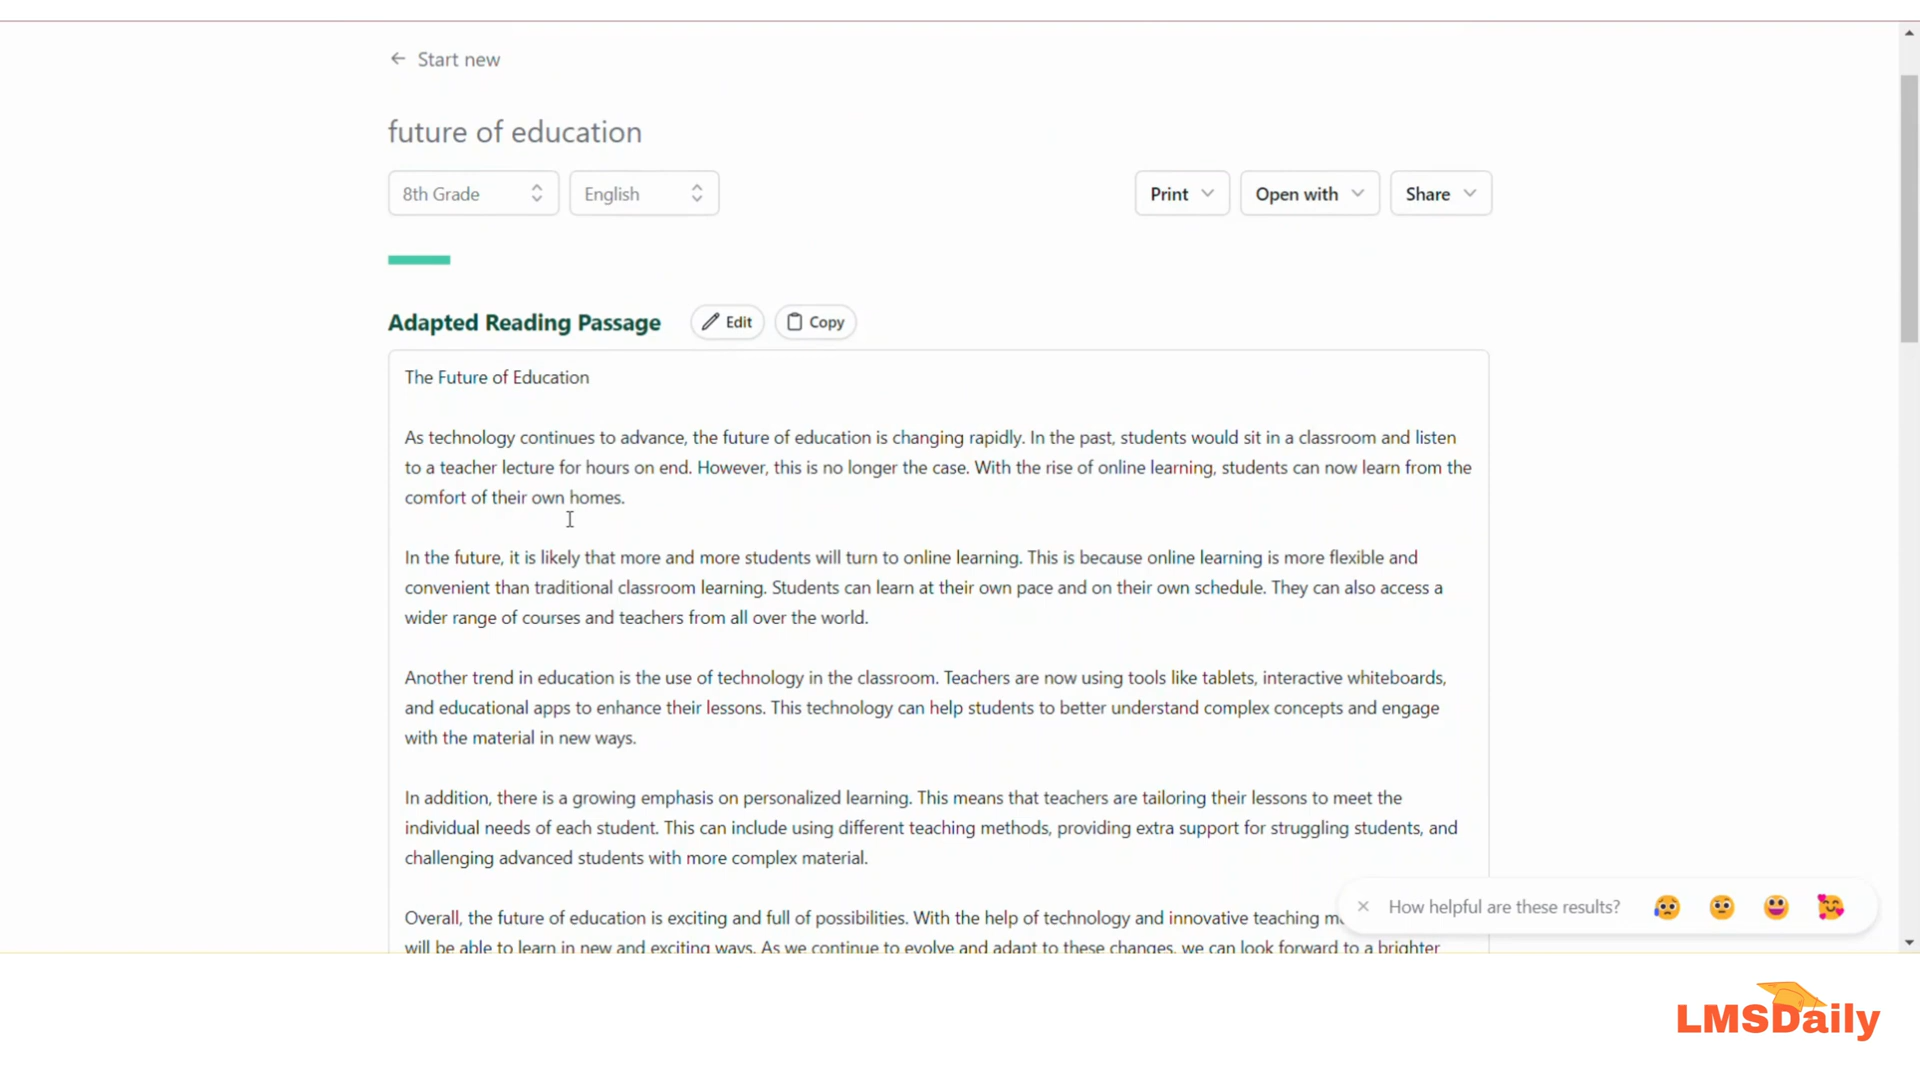 ← Start new
future of education
8th Grade English Print Open with Share
Adapted Reading Passage Edit Copy
The Future of Education
As technology continues to advance, the future of education is changing rapidly. In the past, students would sit in a classroom and listen
to a teacher lecture for hours on end. However, this is no longer the case. With the rise of online learning, students can now learn from the
comfort of their own homes.
In the future, it is likely that more and more students will turn to online learning. This is because online learning is more flexible and
convenient than traditional classroom learning. Students can learn at their own pace and on their own schedule. They can also access a
wider range of courses and teachers from all over the world.
Another trend in education is the use of technology in the classroom. Teachers are now using tools like tablets, interactive whiteboards,
and educational apps to enhance their lessons. This technology can help students to better understand complex concepts and engage
with the material in new ways.
In addition, there is a growing emphasis on personalized learning. This means that teachers are tailoring their lessons to meet the
individual needs of each student. This can include using different teaching methods, providing extra support for struggling students, and
challenging advanced students with more complex material.
Overall, the future of education is exciting and full of possibilities. With the help of technology and innovative teaching
will be able to learn in new and exciting ways. As we continue to evolve and adapt to these changes, we can look forward to a brighter
How helpful are these results?
LMSDaily